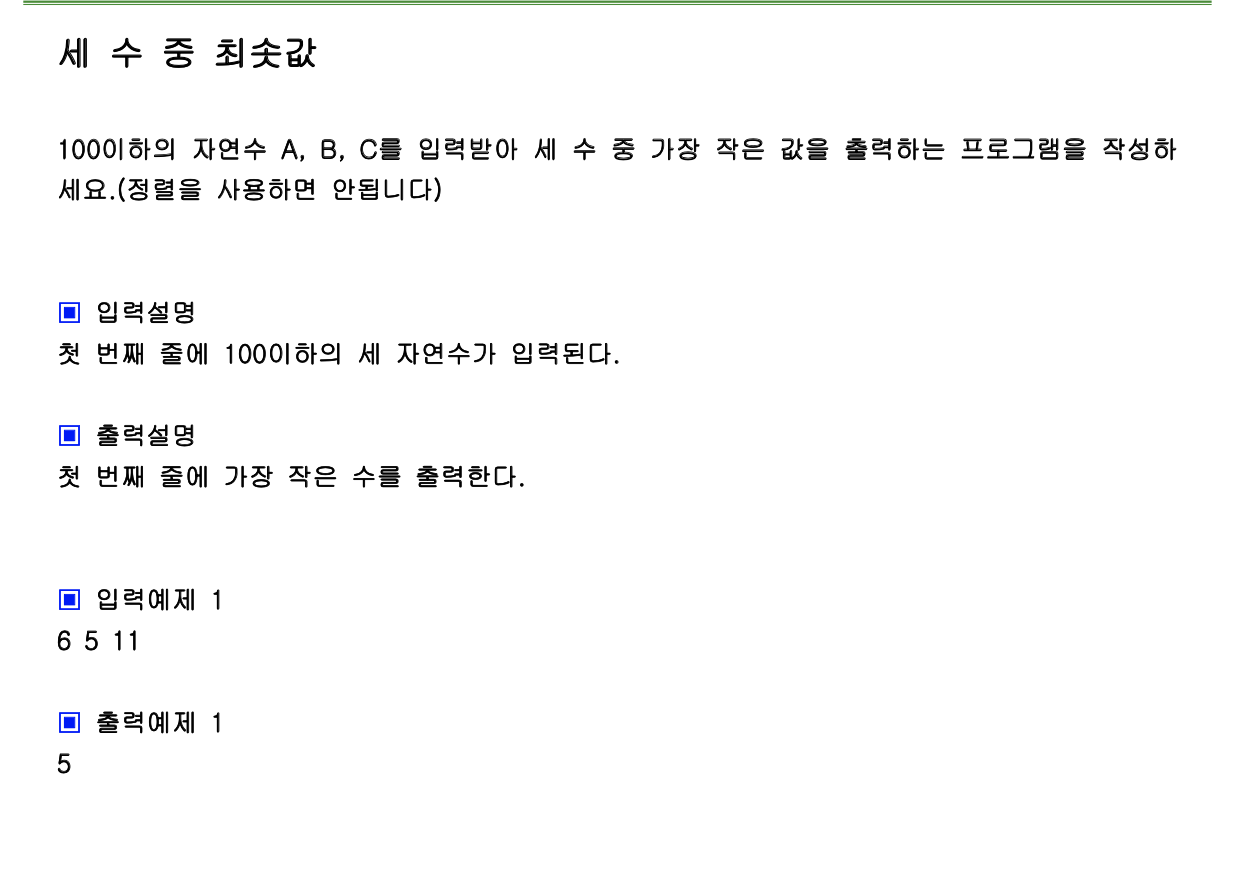 세 수 중 최솟값
100이하의 자연수 A, B, C를 입력받아 세 수 중 가장 작은 값을 출력하는 프로그램을 작성하
세요.(정렬을 사용하면 안됩니다)
▣ 입력설명
첫 번째 줄에 100이하의 세 자연수가 입력된다.
▣ 출력설명
첫 번째 줄에 가장 작은 수를 출력한다.
▣ 입력예제 1
6 5 11
▣ 출력예제 1
5